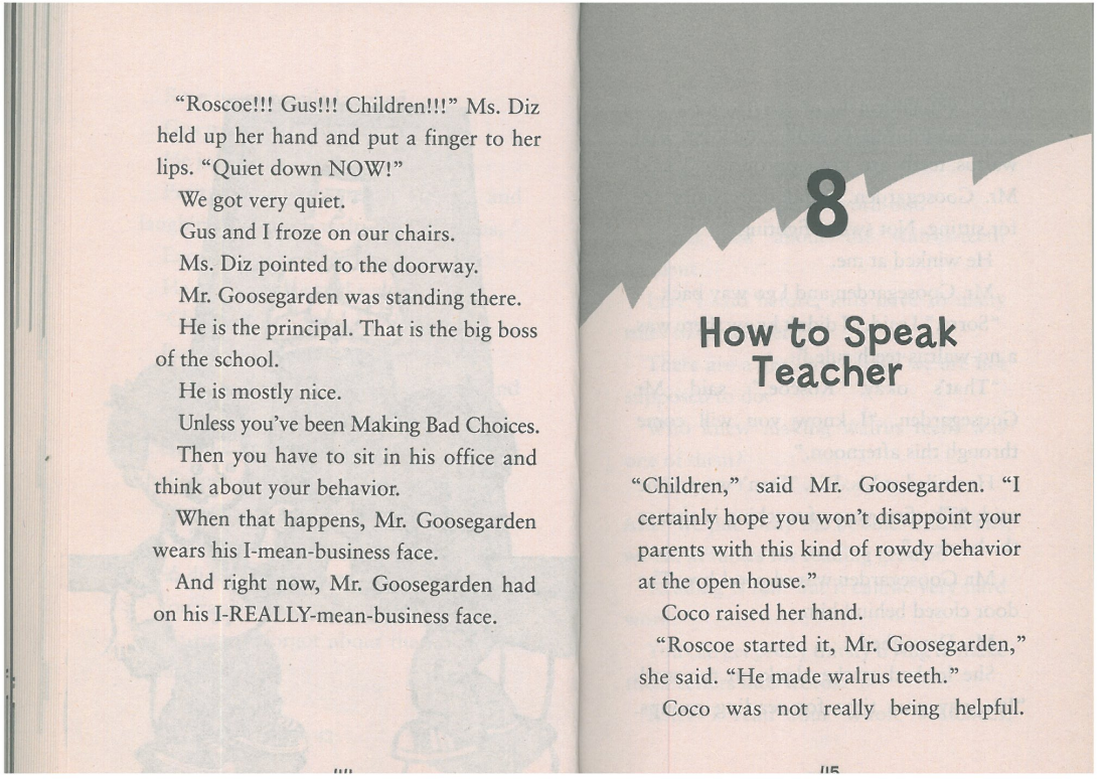 “Roscoe!!! Gus!!! Children!!!” Ms. Diz
held up her hand and put a finger to her
lips. “Quiet down NOW!”
We got very quiet.
Gus and I froze on our chairs.
Ms. Diz pointed to the doorway.
Mr. Goosegarden was standing there.
He is the principal. That is the big boss
of the school.
He is mostly nice.
Unless you’ve been Making Bad Choices.
Then you have to sit in his office and
think about your behavior.
When that happens, Mr. Goosegarden
wears his I-mean-business face.
And right now, Mr. Goosegarden had
on his I-REALLY-mean-business face.
8
How to Speak
Teacher
“Children,” said Mr. Goosegarden. “I
certainly hope you won’t disappoint your
parents with this kind of rowdy behavior
at the open house.”
Coco raised her hand.
“Roscoe started it, Mr. Goosegarden,”
she said. “He made walrus teeth.”
Coco was not really being helpful.